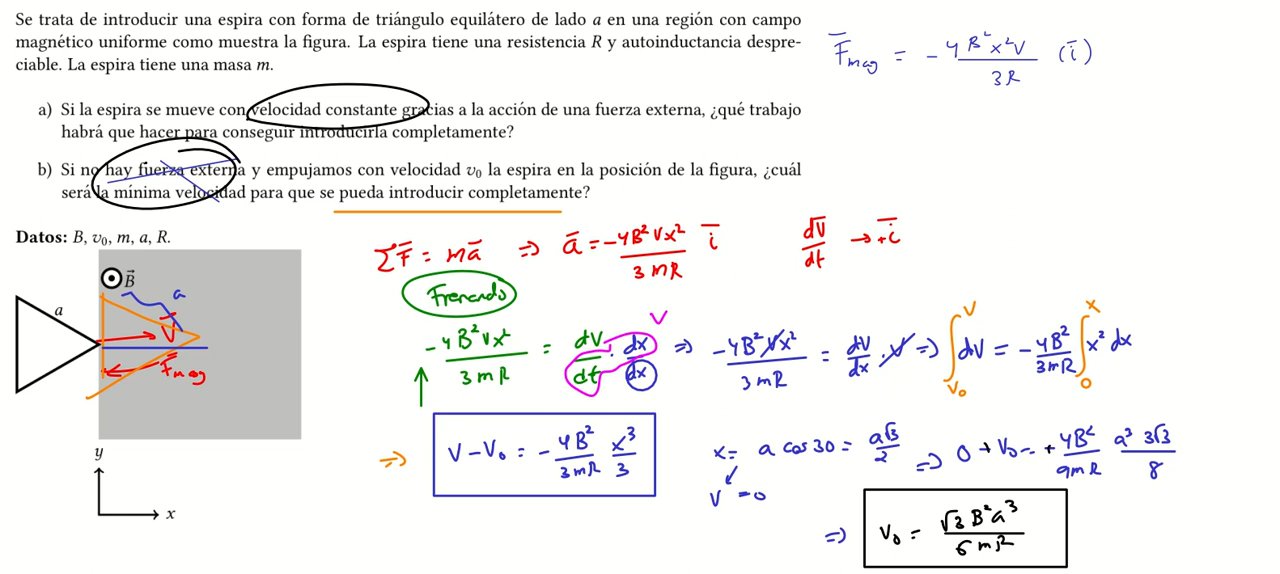 Se trata de introducir una espira con forma de triángulo equilátero de lado a en una región con campo
magnético uniforme como muestra la figura. La espira tiene una resistencia R y autoinductancia despre-
ciable. La espira tiene una masa m.
F̄mag = - 4B²x²V / 3R (ī)
a) Si la espira se mueve con velocidad constante gracias a la acción de una fuerza externa, ¿qué trabajo
habrá que hacer para conseguir introducirla completamente?
b) Si no hay fuerza externa y empujamos con velocidad v₀ la espira en la posición de la figura, ¿cuál
será la mínima velocidad para que se pueda introducir completamente?
Datos: B, v₀, m, a, R.
ΣF̄ = mā => ā = -4B²Vx² / 3mR ī
dv̄/dt → +ī
B⃗
a
a
V̄
F̄mag
y
x
Frenado
-4B²Vx² / 3mR = dV/dt · dx/dx V => -4B²Vx² / 3mR = dV/dx · V => ∫_{V₀}^{V} dV = -4B²/3mR ∫_{0}^{x} x² dx
=> V - V₀ = - 4B²/3mR x³/3
x = a cos 30 = a√3/2 => 0 + V₀ = + 4B²/9mR a³ 3√3/8
V = 0
=> V₀ = √3 B²a³ / 6mR